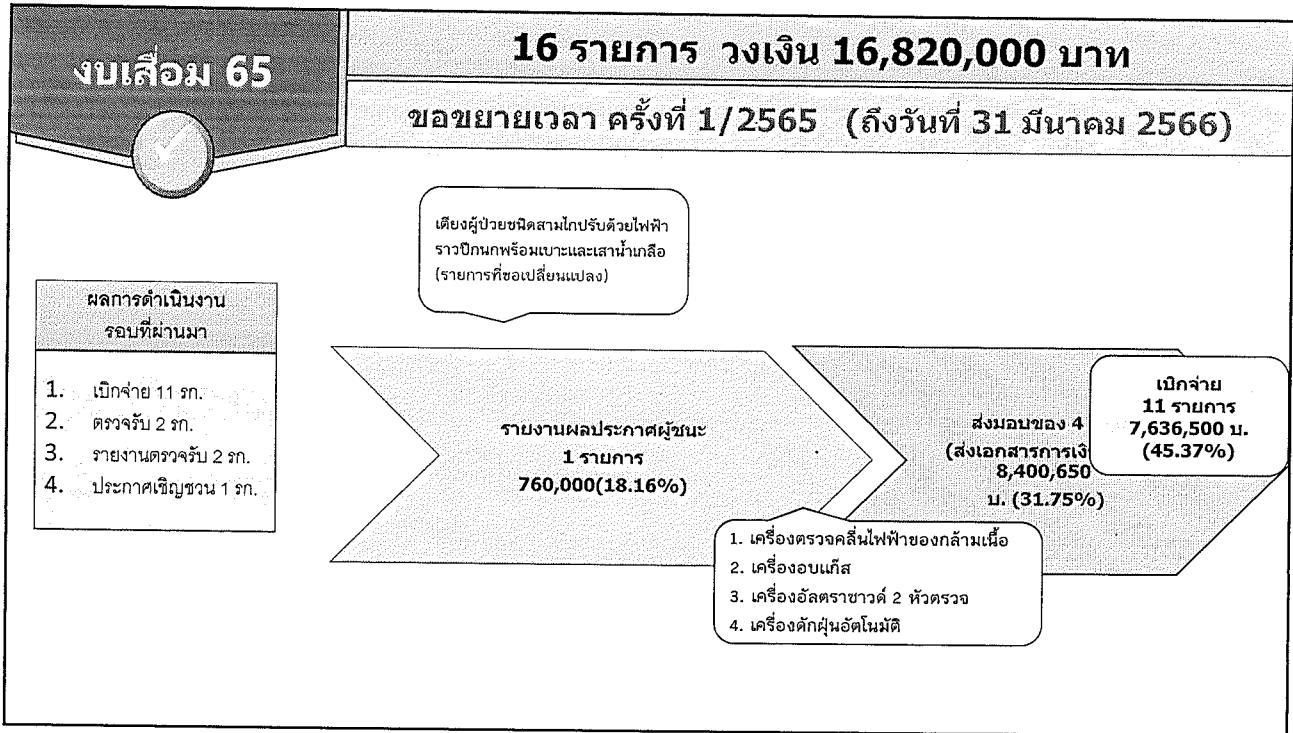 งบเสื่อม 65
16 รายการ วงเงิน 16,820,000 บาท
ขอขยายเวลา ครั้งที่ 1/2565 (ถึงวันที่ 31 มีนาคม 2566)
เตียงผู้ป่วยชนิดสามไกปรับด้วยไฟฟ้า
ราวปีกนกพร้อมเบาะและเสาน้ำเกลือ
(รายการที่ขอเปลี่ยนแปลง)
ผลการดำเนินงาน
รอบที่ผ่านมา
1. เบิกจ่าย 11 รก.
2. ตรวจรับ 2 รก.
3. รายงานตรวจรับ 2 รก.
4. ประกาศเชิญชวน 1 รก.
รายงานผลประกาศผู้ชนะ
1 รายการ
760,000(18.16%)
ส่งมอบของ 4
(ส่งเอกสารการเงิ
8,400,650
บ. (31.75%)
เบิกจ่าย
11 รายการ
7,636,500 บ.
(45.37%)
1. เครื่องตรวจคลื่นไฟฟ้าของกล้ามเนื้อ
2. เครื่องอบแก๊ส
3. เครื่องอัลตราซาวด์ 2 หัวตรวจ
4. เครื่องดักฝุ่นอัตโนมัติ